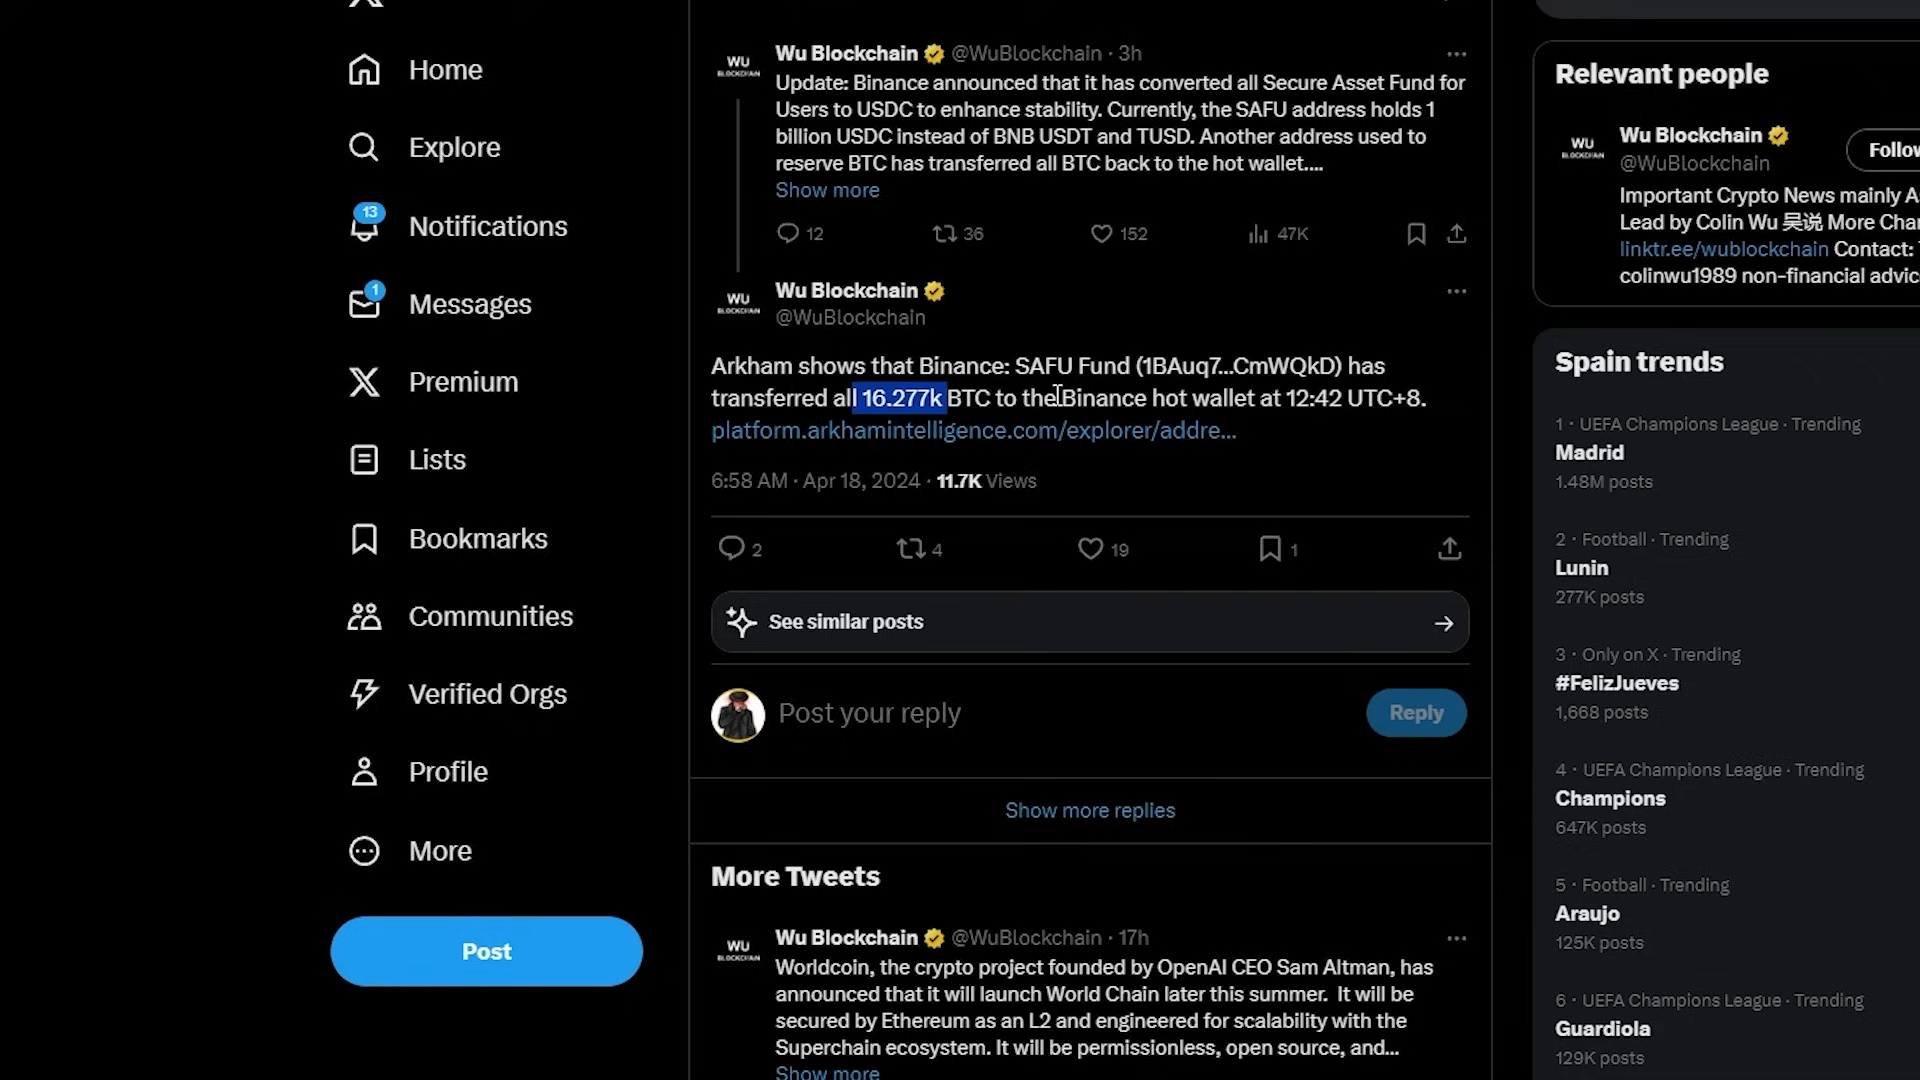 Home
Explore
13
Notifications
1
Messages
Premium
Lists
Bookmarks
Communities
Verified Orgs
Profile
More
Post
WU
BLOCKCHAIN
Wu Blockchain @WuBlockchain · 3h
Update: Binance announced that it has converted all Secure Asset Fund for
Users to USDC to enhance stability. Currently, the SAFU address holds 1
billion USDC instead of BNB USDT and TUSD. Another address used to
reserve BTC has transferred all BTC back to the hot wallet....
Show more
12 36 152 47K
WU
BLOCKCHAIN
Wu Blockchain
@WuBlockchain
Arkham shows that Binance: SAFU Fund (1BAuq7...CmWQkD) has
transferred all 16.277k BTC to the Binance hot wallet at 12:42 UTC+8.
platform.arkhamintelligence.com/explorer/addre...
6:58 AM · Apr 18, 2024 · 11.7K Views
2 4 19 1
See similar posts
Post your reply
Reply
Show more replies
More Tweets
WU
BLOCKCHAIN
Wu Blockchain @WuBlockchain · 17h
Worldcoin, the crypto project founded by OpenAI CEO Sam Altman, has
announced that it will launch World Chain later this summer. It will be
secured by Ethereum as an L2 and engineered for scalability with the
Superchain ecosystem. It will be permissionless, open source, and...
Show more
Relevant people
WU
BLOCKCHAIN
Wu Blockchain
@WuBlockchain
Follow
Important Crypto News mainly A
Lead by Colin Wu 吴说 More Char
linktr.ee/wublockchain Contact:
colinwu1989 non-financial advic
Spain trends
1 · UEFA Champions League · Trending
Madrid
1.48M posts
2 · Football · Trending
Lunin
277K posts
3 · Only on X · Trending
#FelizJueves
1,668 posts
4 · UEFA Champions League · Trending
Champions
647K posts
5 · Football · Trending
Araujo
125K posts
6 · UEFA Champions League · Trending
Guardiola
129K posts